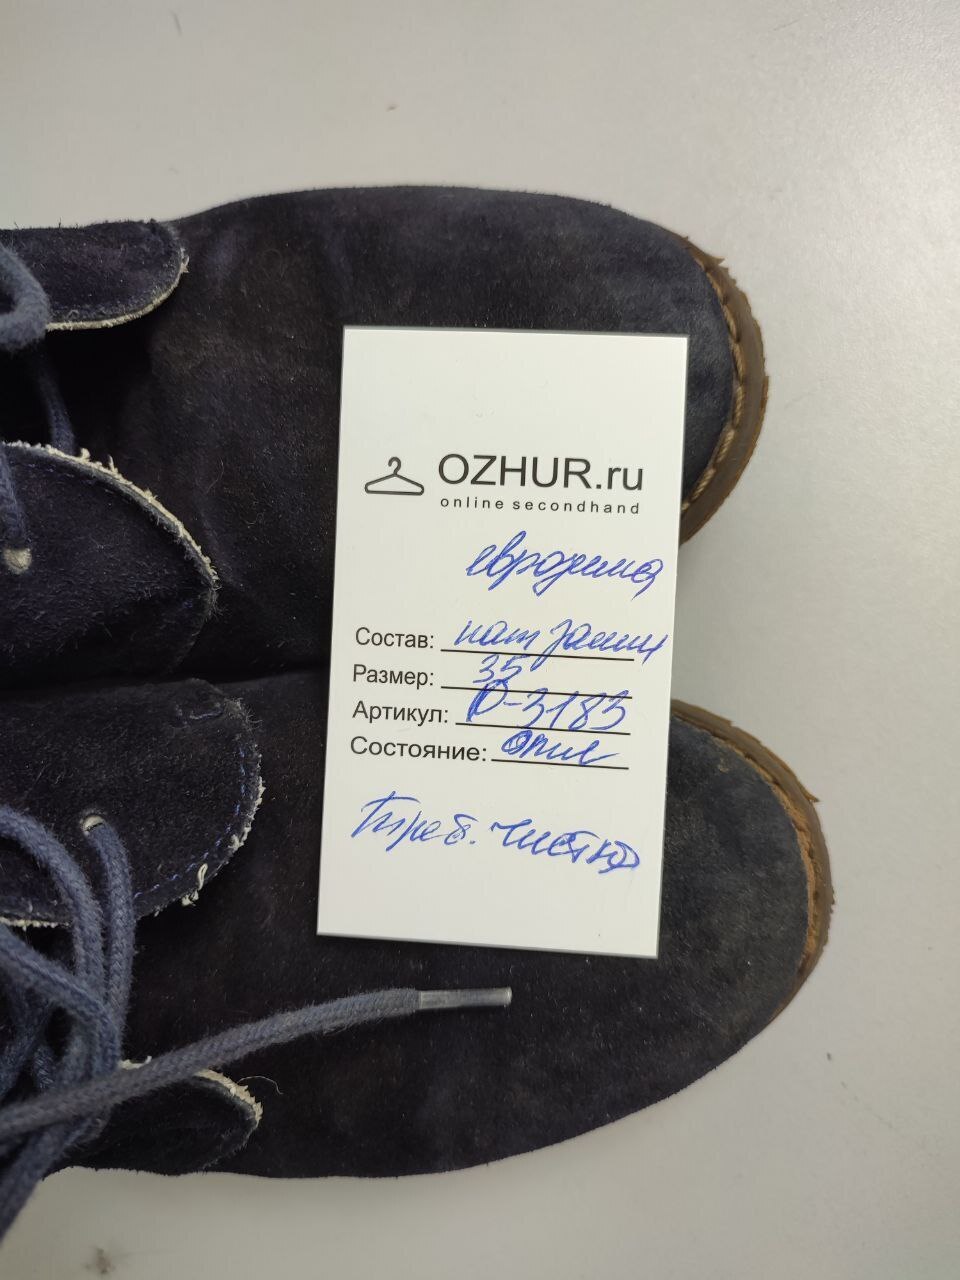 OZHUR.ru
online secondhand
еврозима
Состав: нат замш
Размер: 35
Артикул: О-3183
Состояние: отл
Треб. чистка